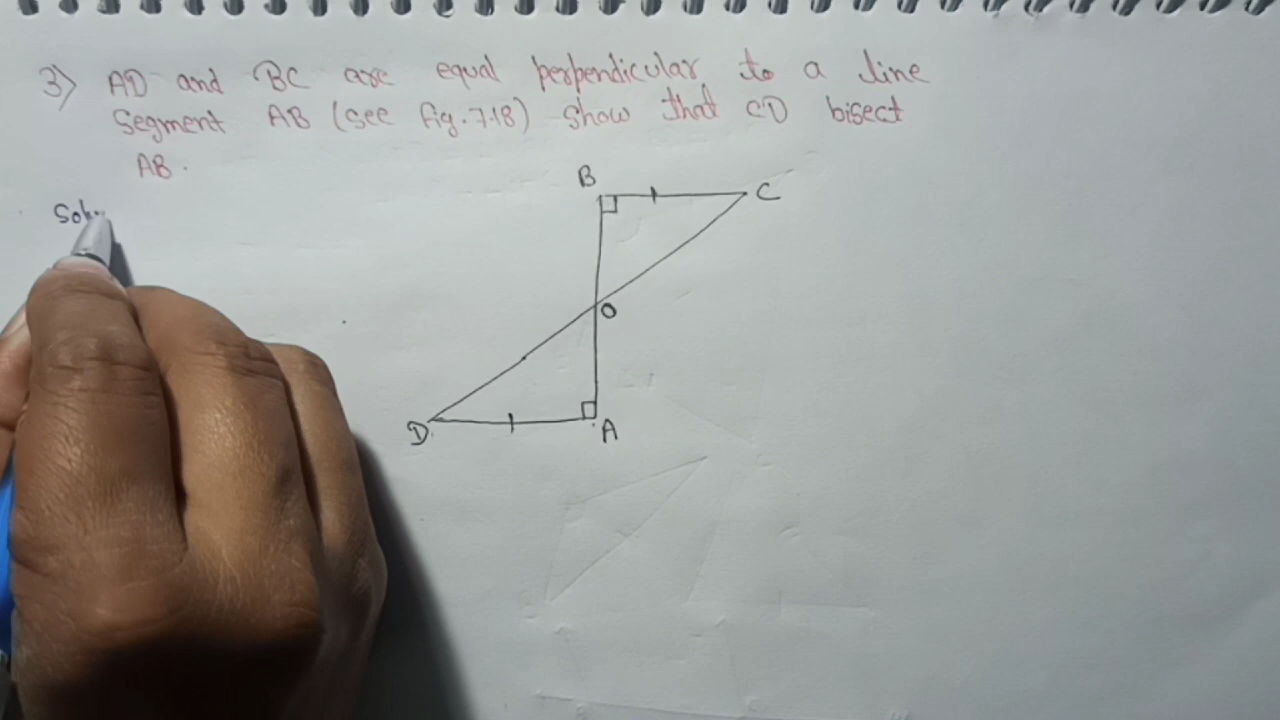 3) AD and BC are equal perpendicular to a line
Segment AB (see fig. 7.18) show that CD bisect
AB.
B
C
Soln
O
D
A